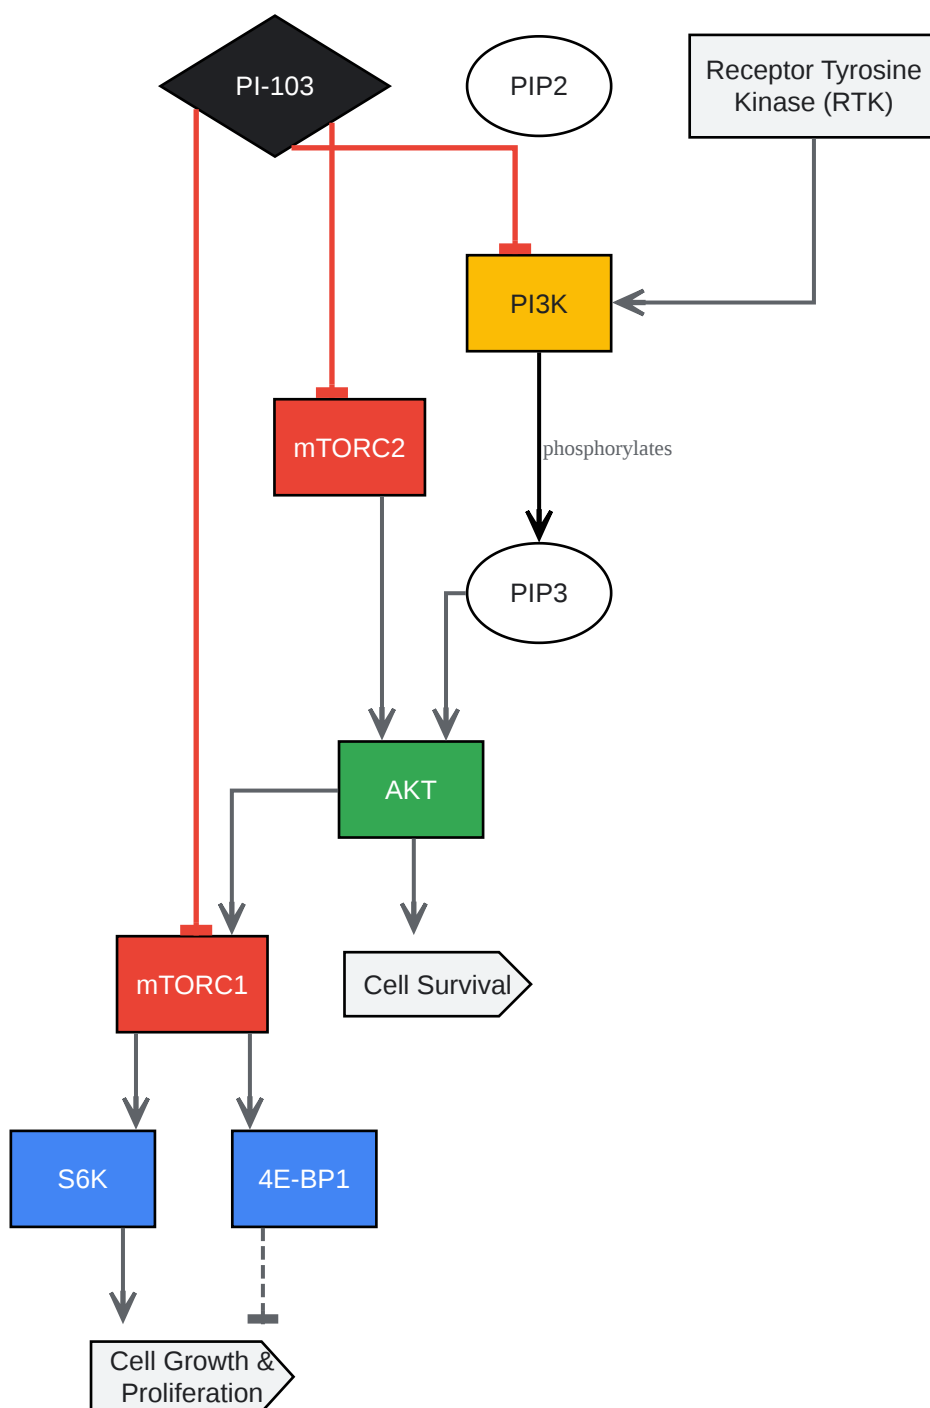 PI-103
PIP2
Receptor Tyrosine
Kinase (RTK)
PI3K
mTORC2
phosphorylates
PIP3
AKT
mTORC1
Cell Survival
S6K
4E-BP1
Cell Growth &
Proliferation